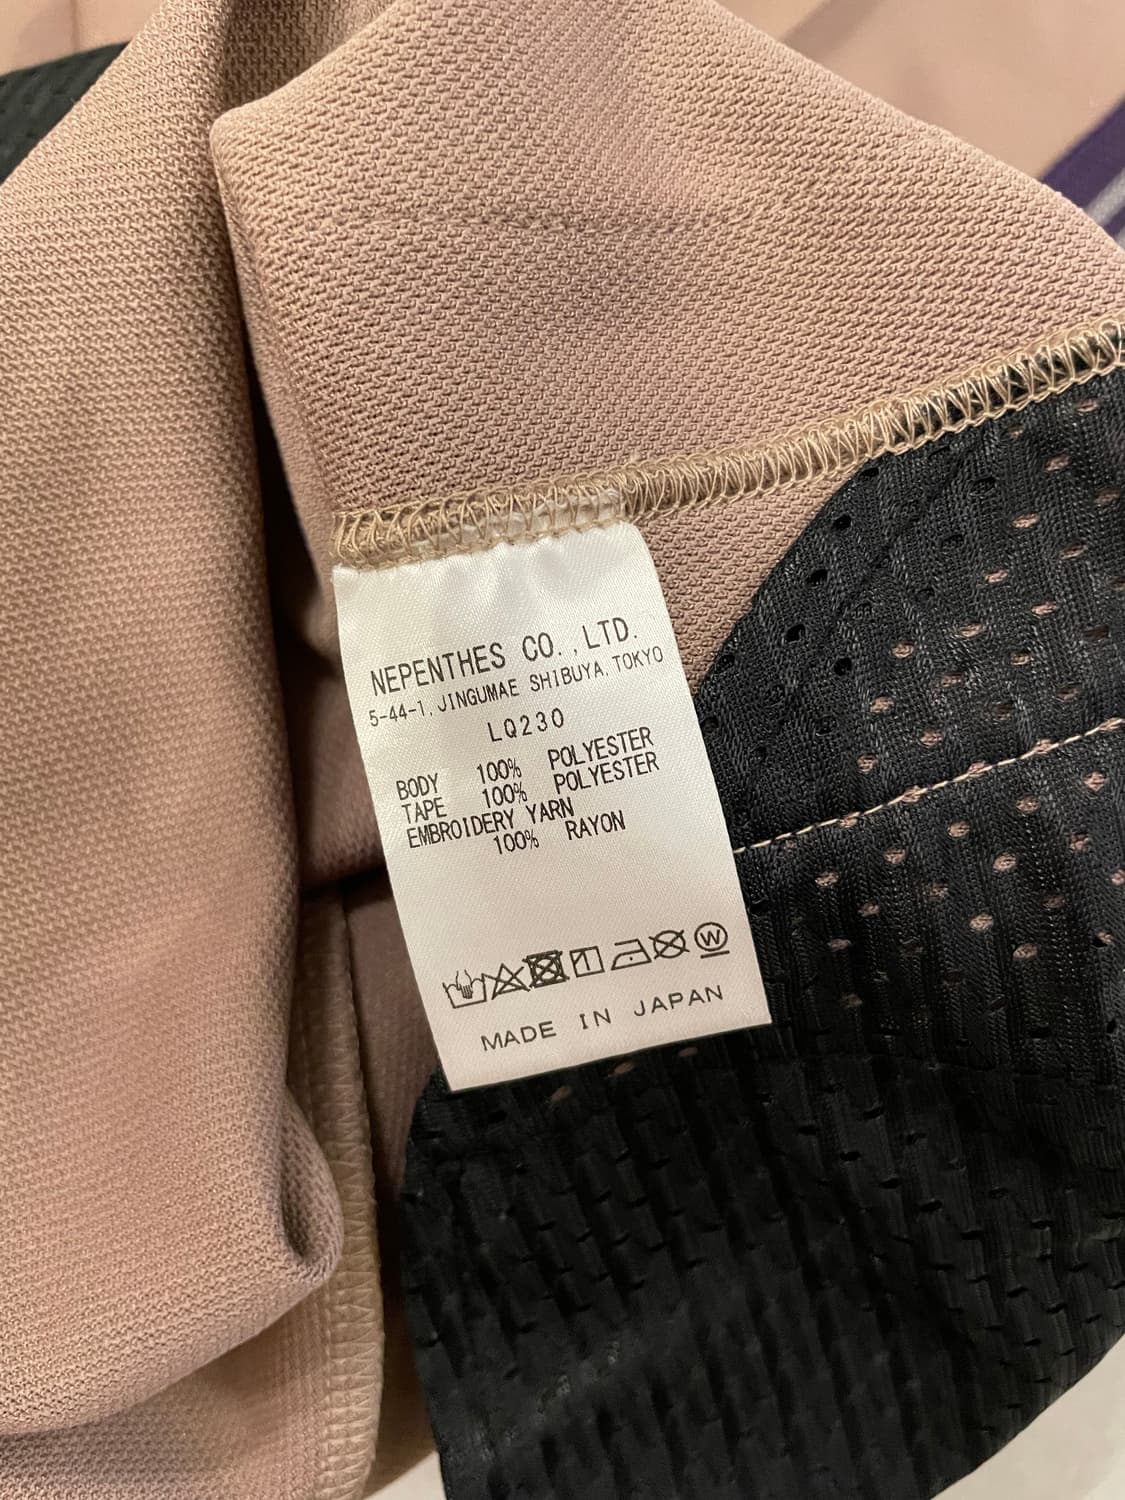 NEPENTHES CO.,LTD.
5-44-1, JINGUMAE SHIBUYA, TOKYO
LQ230
BODY 100% POLYESTER
TAPE 100% POLYESTER
EMBROIDERY YARN
100% RAYON
W
MADE IN JAPAN